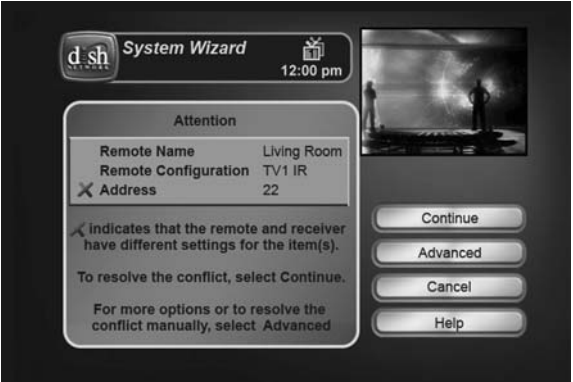 dish
NETWORK
System Wizard
12:00 pm
Attention
Remote Name Living Room
Remote Configuration TV1 IR
Address 22
indicates that the remote and receiver
have different settings for the item(s).
To resolve the conflict, select Continue.
For more options or to resolve the
conflict manually, select Advanced
Continue
Advanced
Cancel
Help